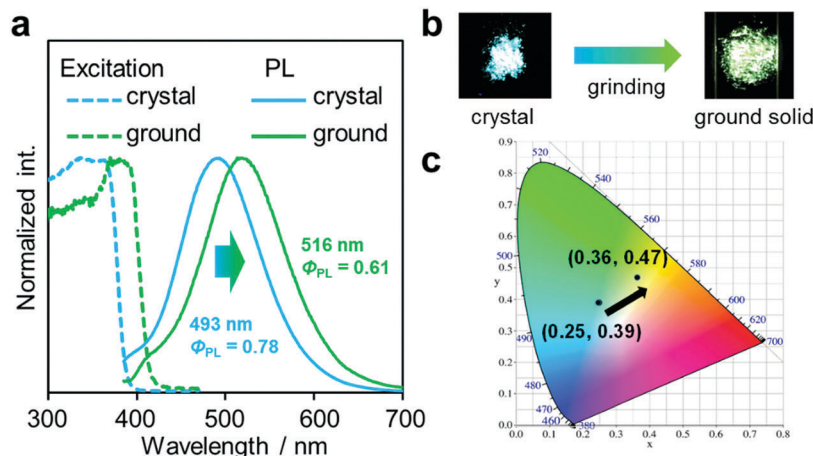 a
Excitation PL
crystal crystal
ground ground
Normalized int.
516 nm
ΦPL = 0.61
493 nm
ΦPL = 0.78
300 400 500 600 700
Wavelength / nm
b
grinding
crystal ground solid
c
0.9
0.8
0.7
0.6
0.5
y
0.4
0.3
0.2
0.1
0.0
0.0 0.1 0.2 0.3 0.4 0.5 0.6 0.7 0.8
x
520
540
560
500
580
(0.36, 0.47)
600
620
(0.25, 0.39)
490
700
480
470
460
380